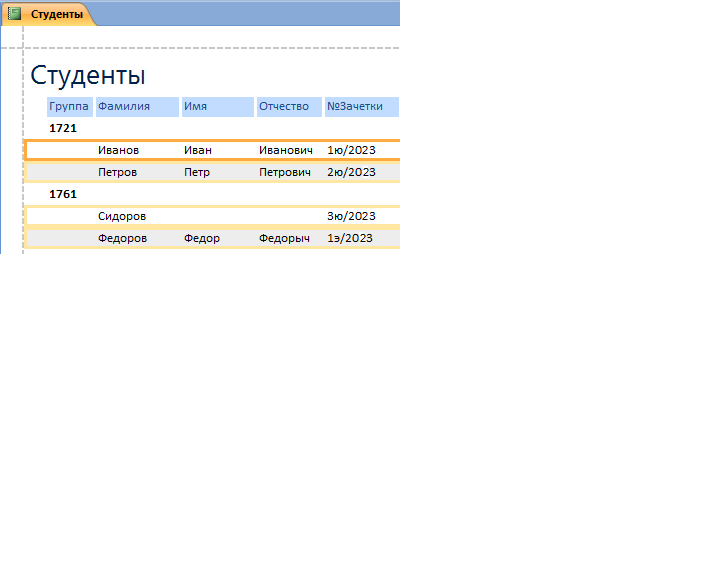 Студенты
Студенты
Группа Фамилия Имя Отчество №Зачетки
1721
Иванов Иван Иванович 1ю/2023
Петров Петр Петрович 2ю/2023
1761
Сидоров 3ю/2023
Федоров Федор Федорыч 1э/2023